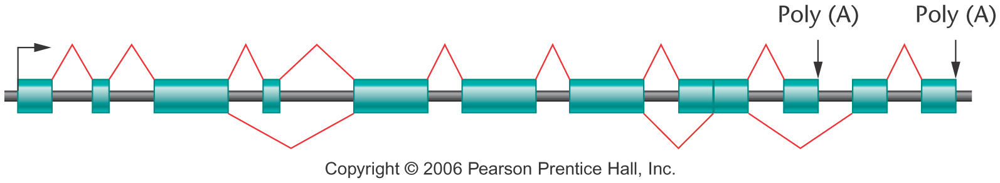 Poly (A) Poly (A)
Copyright © 2006 Pearson Prentice Hall, Inc.